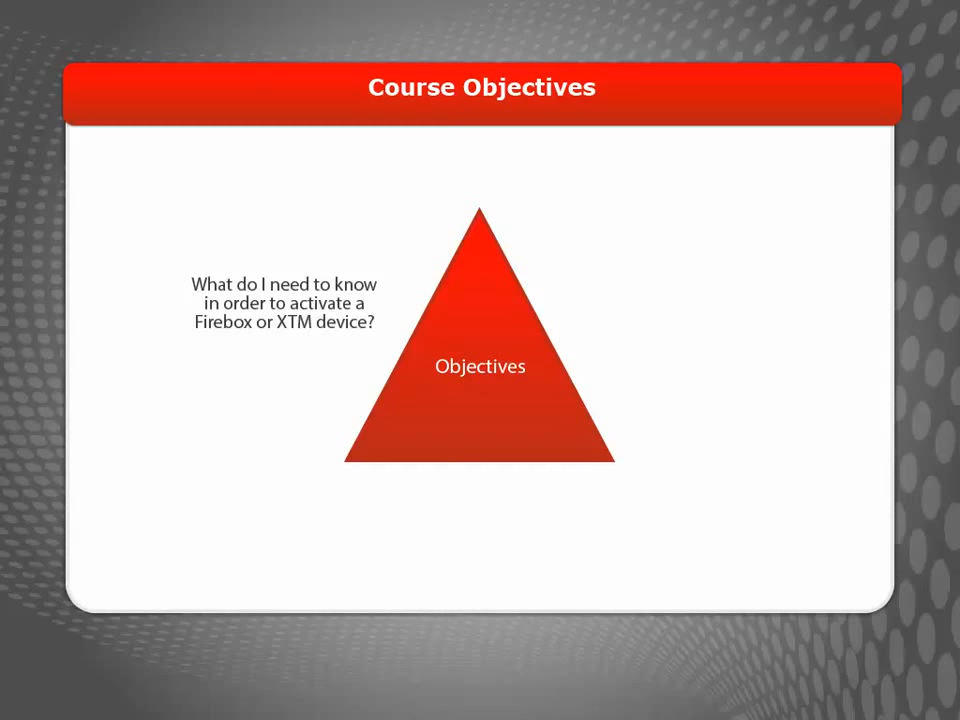 Course Objectives
What do I need to know
in order to activate a
Firebox or XTM device?
Objectives